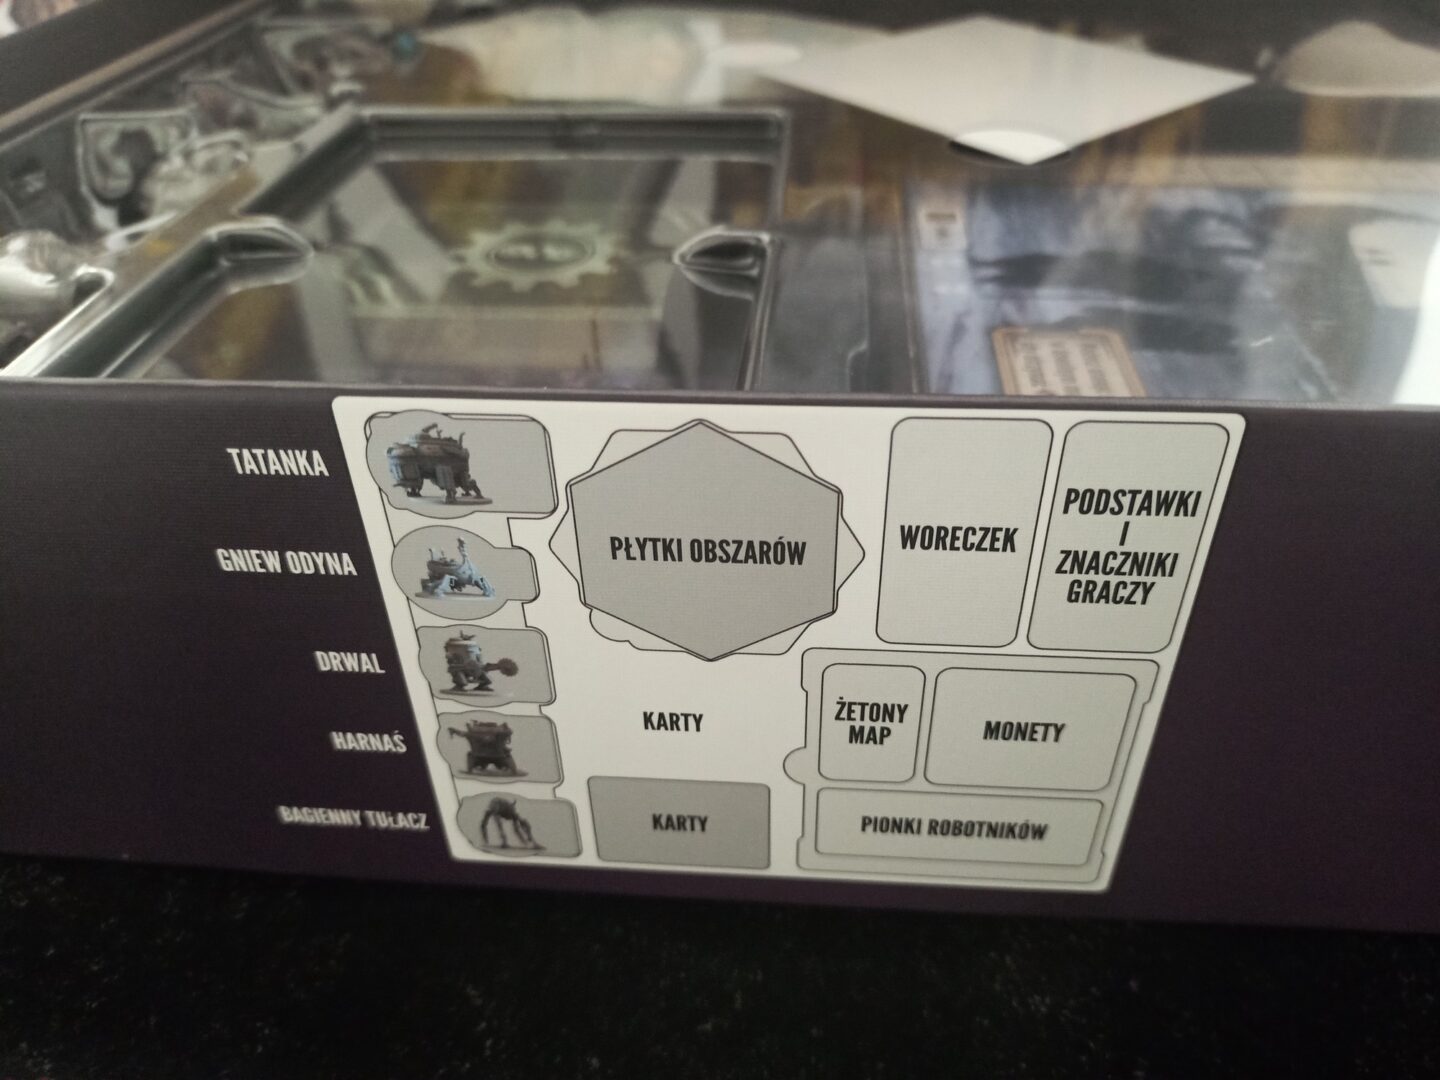 TATANKA
GNIEW ODYNA
DRWAL
HARNAŚ
BAGIENNY TUŁACZ
PŁYTKI OBSZARÓW
KARTY
KARTY
WORECZEK
PODSTAWKI
I
ZNACZNIKI
GRACZY
ŻETONY
MAP
MONETY
PIONKI ROBOTNIKÓW